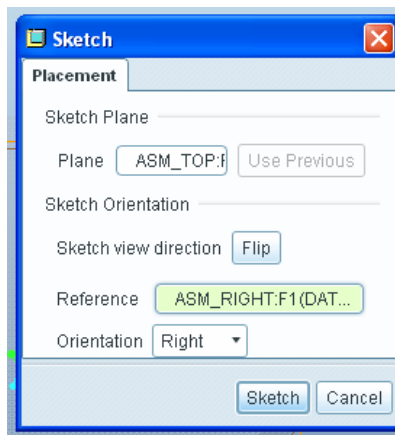 Sketch
Placement
Sketch Plane
Plane ASM_TOP:F Use Previous
Sketch Orientation
Sketch view direction Flip
Reference ASM_RIGHT:F1(DAT...
Orientation Right
Sketch Cancel